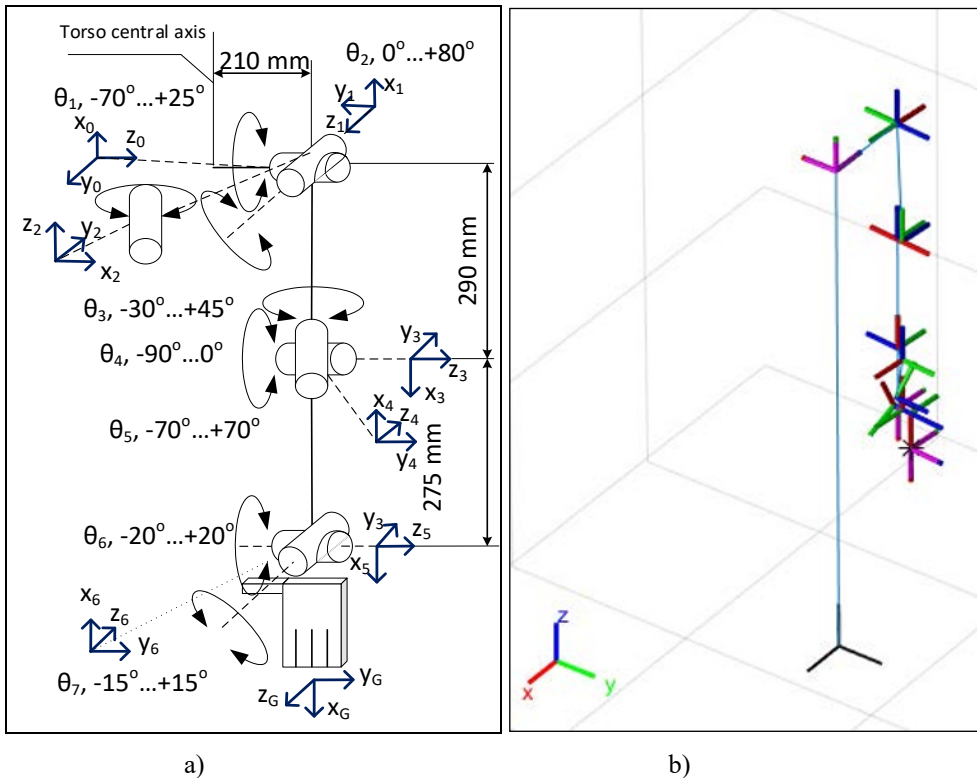 Torso central axis
210 mm
θ2, 0°...+80°
θ1, -70°...+25°
x1
y1
z1
x0
z0
y0
z2
y2
x2
290 mm
θ3, -30°...+45°
θ4, -90°...0°
y3
z3
x3
θ5, -70°...+70°
x4
z4
y4
275 mm
θ6, -20°...+20°
y3
z5
x5
x6
z6
y6
θ7, -15°...+15°
zG
yG
xG
z
x
y
a)
b)